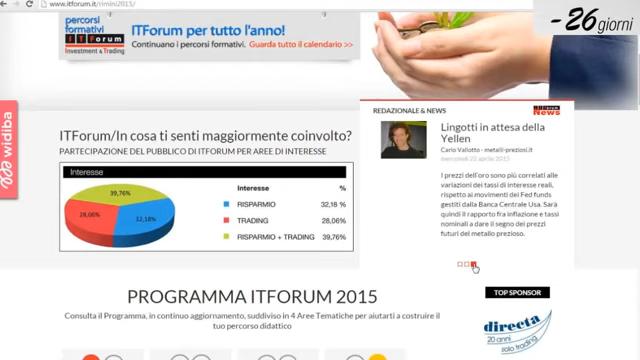 www.itforum.it/rimini2015/
- 26 giorni
percorsi
formativi
ITForum
Investment & Trading
ITForum per tutto l'anno!
Continuano i percorsi formativi. Guarda tutto il calendario >>
widiba
ITForum/In cosa ti senti maggiormente coinvolto?
PARTECIPAZIONE DEL PUBBLICO DI ITFORUM PER AREE DI INTERESSE
Interesse
39,76%
28,06%
32,18%
Interesse %
RISPARMIO 32,18 %
TRADING 28,06%
RISPARMIO + TRADING 39,76%
REDAZIONALE & NEWS
ITForum
News
Lingotti in attesa della
Yellen
Carlo Vallotto - metalli-preziosi.it
mercoledì 22 aprile 2015
I prezzi dell'oro sono più correlati alle
variazioni dei tassi di interesse reali,
rispetto ai movimenti dei Fed funds
gestiti dalla Banca Centrale Usa. Sarà
quindi il rapporto fra inflazione e tassi
nominali a dare il segno dei prezzi
futuri del metallo prezioso.
PROGRAMMA ITFORUM 2015
Consulta il Programma, in continuo aggiornamento, suddiviso in 4 Aree Tematiche per aiutarti a costruire il
tuo percorso didattico
TOP SPONSOR
directa
20 anni
solo trading